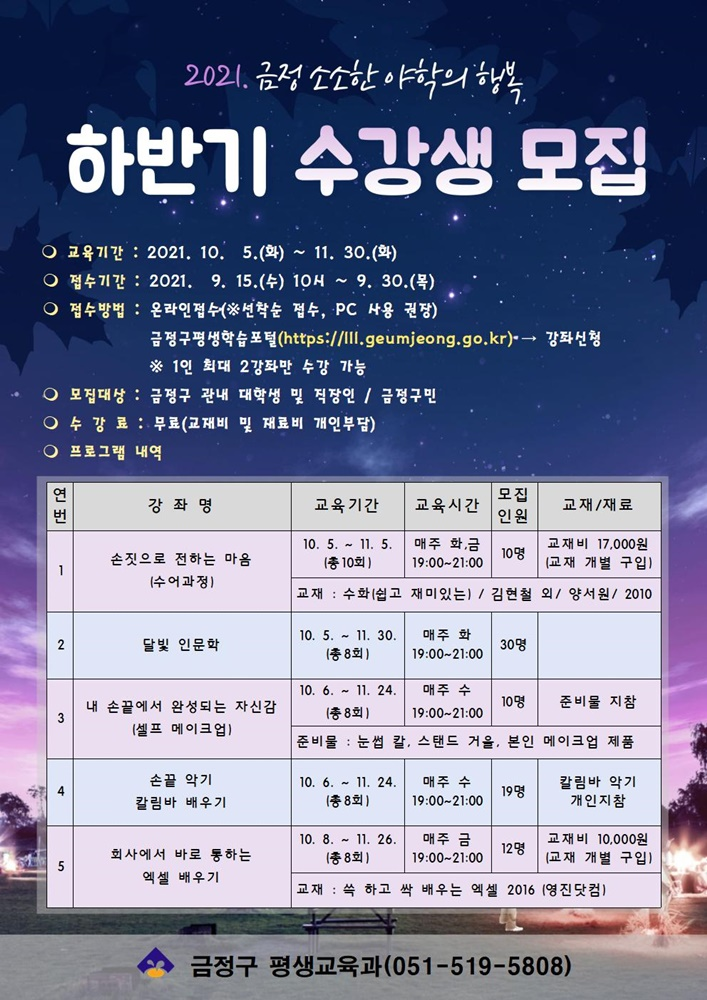 2021. 금정 소소한 야학의 행복
하반기 수강생 모집
❍ 교육기간 : 2021. 10. 5.(화) ~ 11. 30.(화)
❍ 접수기간 : 2021. 9. 15.(수) 10시 ~ 9. 30.(목)
❍ 접수방법 : 온라인접수(※선착순 접수, PC 사용 권장)
금정구평생학습포털(https://lll.geumjeong.go.kr)·→ 강좌신청
※ 1인 최대 2강좌만 수강 가능
❍ 모집대상 : 금정구 관내 대학생 및 직장인 / 금정구민
❍ 수 강 료 : 무료(교재비 및 재료비 개인부담)
❍ 프로그램 내역
연번 강 좌 명 교육기간 교육시간 모집인원 교재/재료
1 손짓으로 전하는 마음 (수어과정) 10. 5. ~ 11. 5. (총10회) 매주 화,금 19:00~21:00 10명 교재비 17,000원 (교재 개별 구입)
교재 : 수화(쉽고 재미있는) / 김현철 외/ 양서원/ 2010
2 달빛 인문학 10. 5. ~ 11. 30. (총8회) 매주 화 19:00~21:00 30명
3 내 손끝에서 완성되는 자신감 (셀프 메이크업) 10. 6. ~ 11. 24. (총8회) 매주 수 19:00~21:00 10명 준비물 지참
준비물 : 눈썹 칼, 스탠드 거울, 본인 메이크업 제품
4 손끝 악기 칼림바 배우기 10. 6. ~ 11. 24. (총8회) 매주 수 19:00~21:00 19명 칼림바 악기 개인지참
5 회사에서 바로 통하는 엑셀 배우기 10. 8. ~ 11. 26. (총8회) 매주 금 19:00~21:00 12명 교재비 10,000원 (교재 개별 구입)
교재 : 쓱 하고 싹 배우는 엑셀 2016 (영진닷컴)
금정구 평생교육과(051-519-5808)